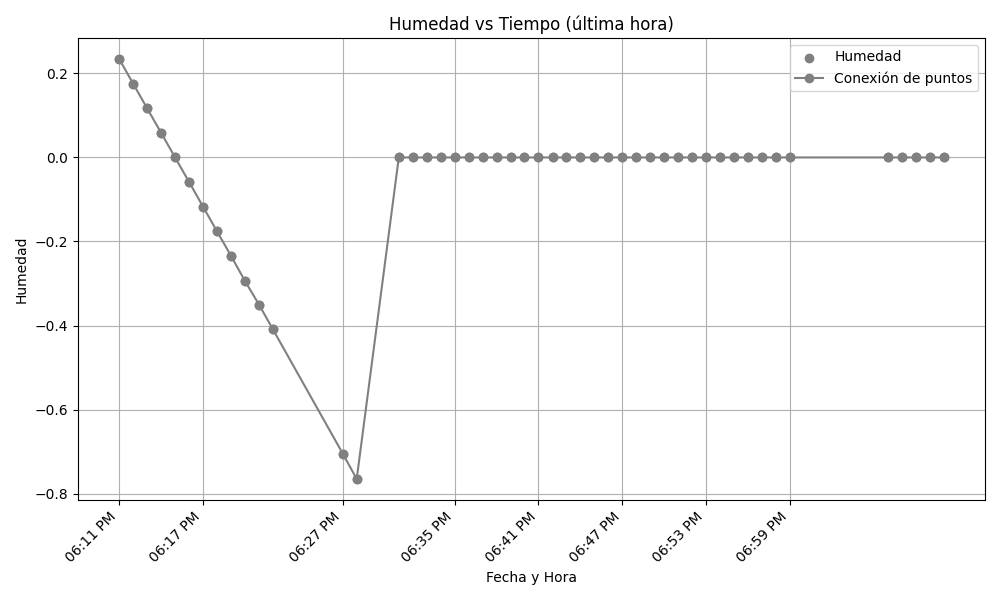 Humedad vs Tiempo (última hora)
Humedad
Conexión de puntos
0.2
0.0
−0.2
−0.4
−0.6
−0.8
Humedad
06:11 PM
06:17 PM
06:27 PM
06:35 PM
06:41 PM
06:47 PM
06:53 PM
06:59 PM
Fecha y Hora